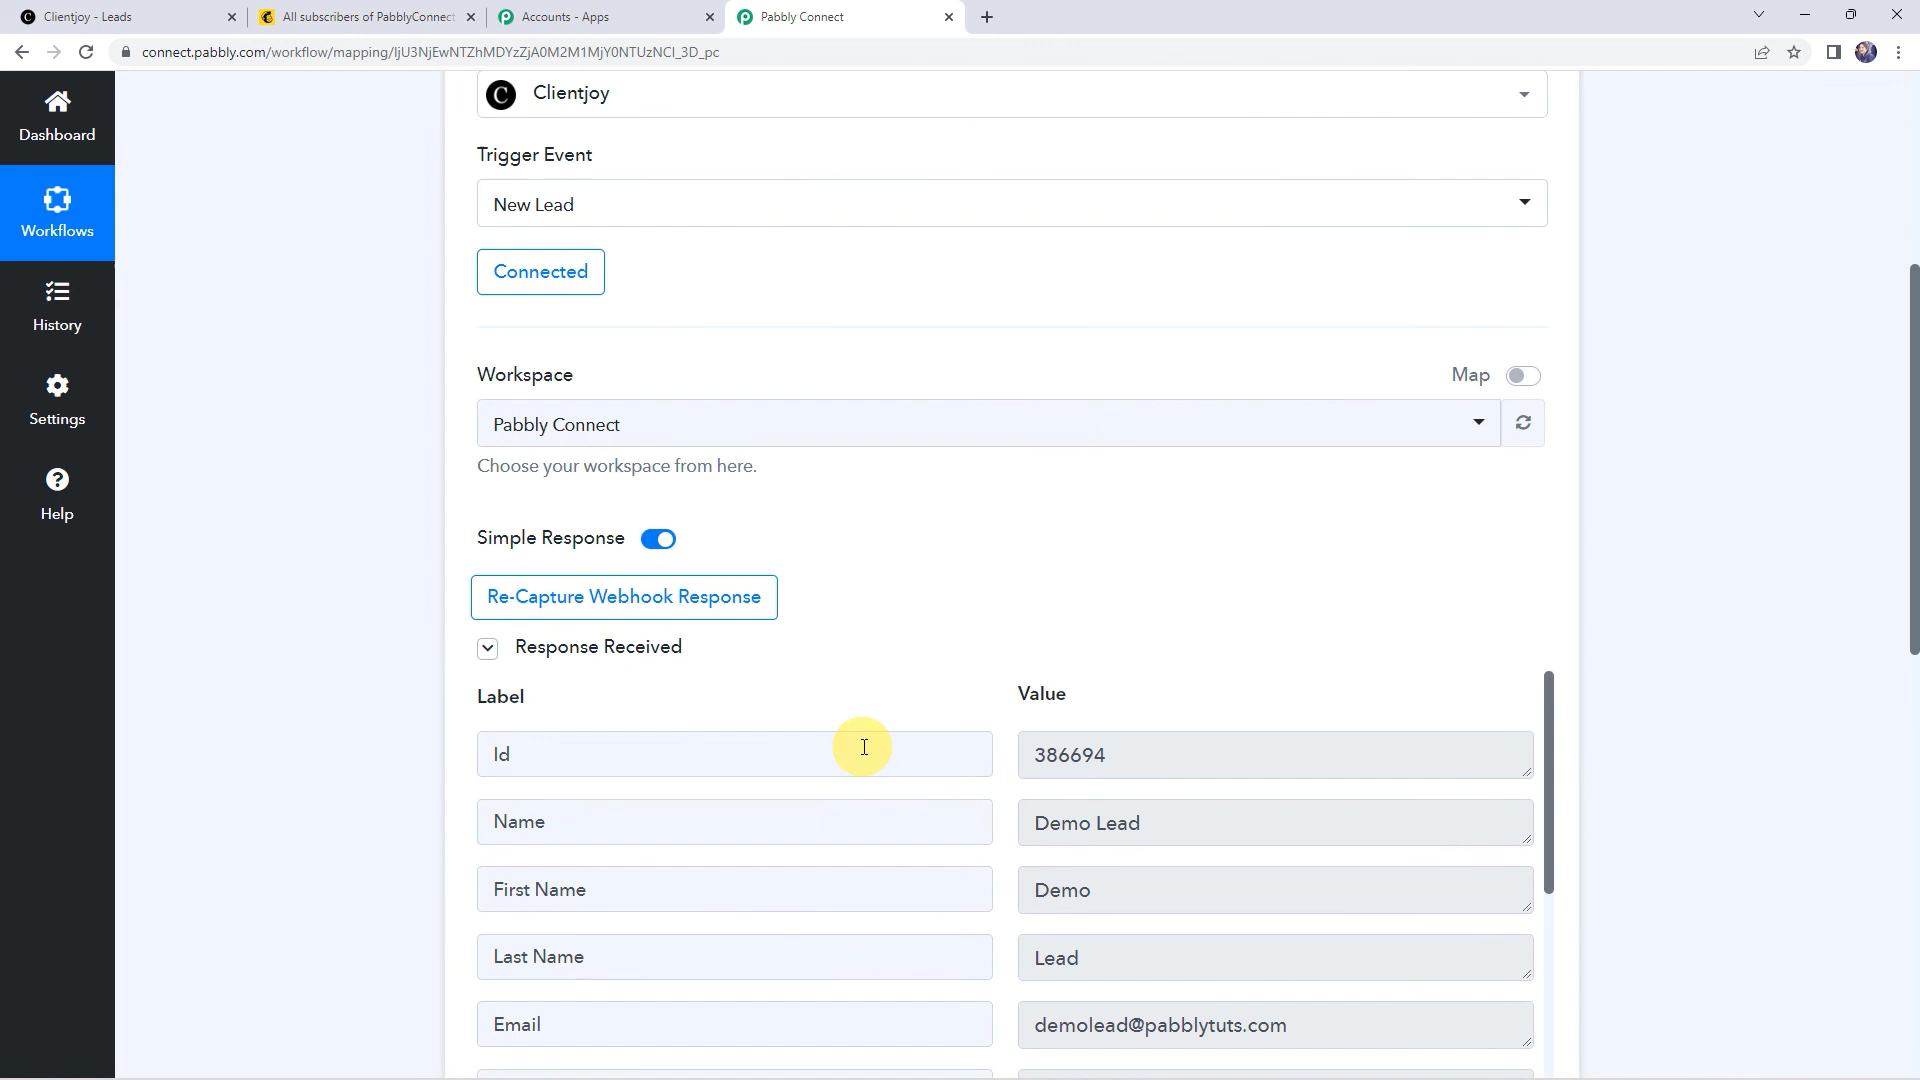 Clientjoy - Leads
All subscribers of PabblyConnect
Accounts - Apps
Pabbly Connect
connect.pabbly.com/workflow/mapping/IjU3NjEwNTZhMDYzZjA0M2M1MjY0NTUzNCI_3D_pc
Dashboard
Workflows
History
Settings
Help
C
Clientjoy
Trigger Event
New Lead
Connected
Workspace
Map
Pabbly Connect
Choose your workspace from here.
Simple Response
Re-Capture Webhook Response
Response Received
Label
Value
Id
386694
Name
Demo Lead
First Name
Demo
Last Name
Lead
Email
demolead@pabblytuts.com